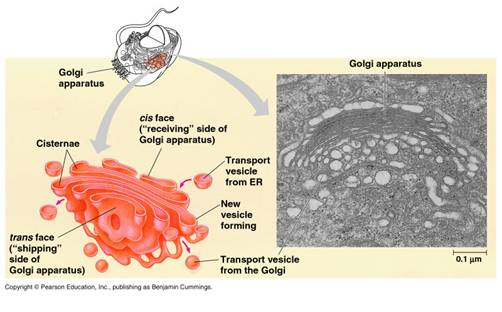 Golgi
apparatus
Golgi apparatus
cis face
("receiving" side of
Golgi apparatus)
Cisternae
Transport
vesicle
from ER
New
vesicle
forming
trans face
("shipping"
side of
Golgi apparatus)
Transport vesicle
from the Golgi
0.1 µm
Copyright © Pearson Education, Inc., publishing as Benjamin Cummings.